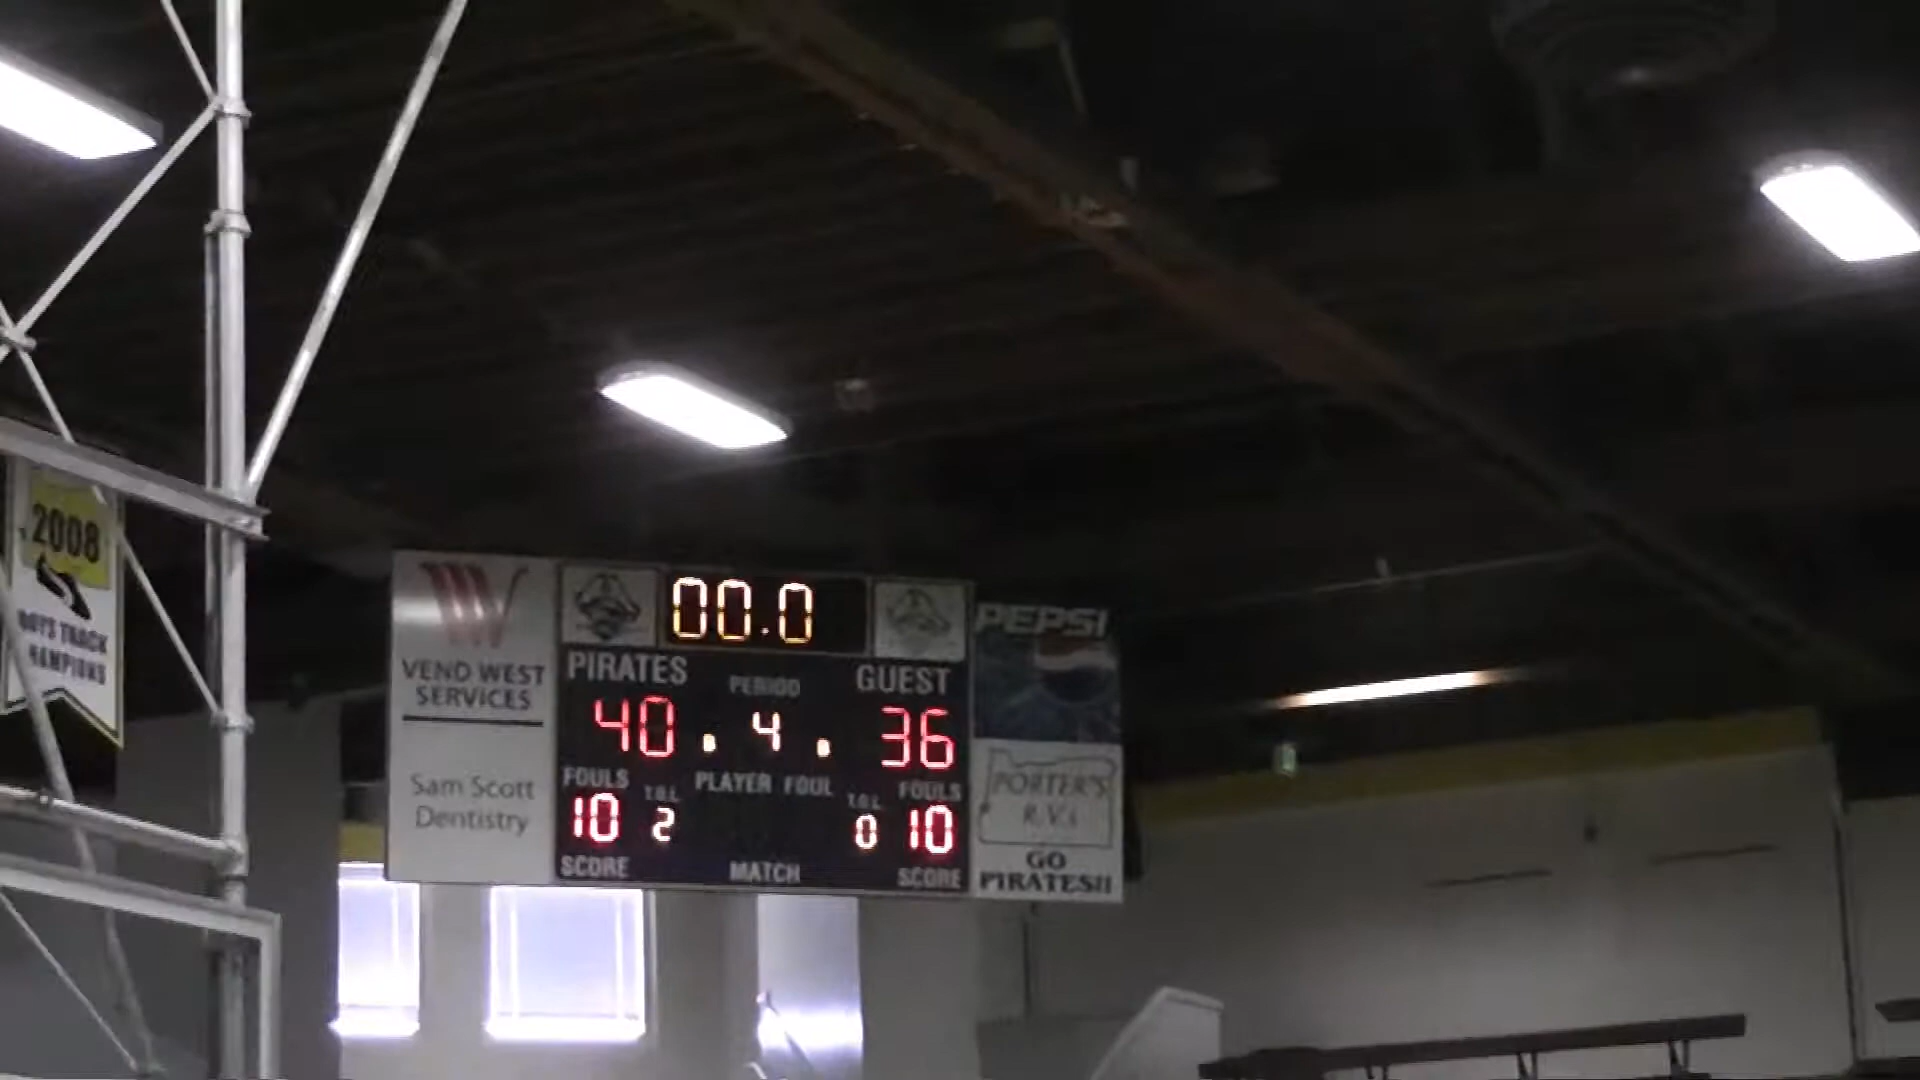 2008
BOYS TRACK
CHAMPIONS
VEND WEST
SERVICES
Sam Scott
Dentistry
00.0
PIRATES
PERIOD
GUEST
40
4
36
FOULS
T.O.L
PLAYER FOUL
T.O.L
FOULS
10
2
0
10
SCORE
MATCH
SCORE
PEPSI
PORTER'S
R.V.s
GO
PIRATES!!